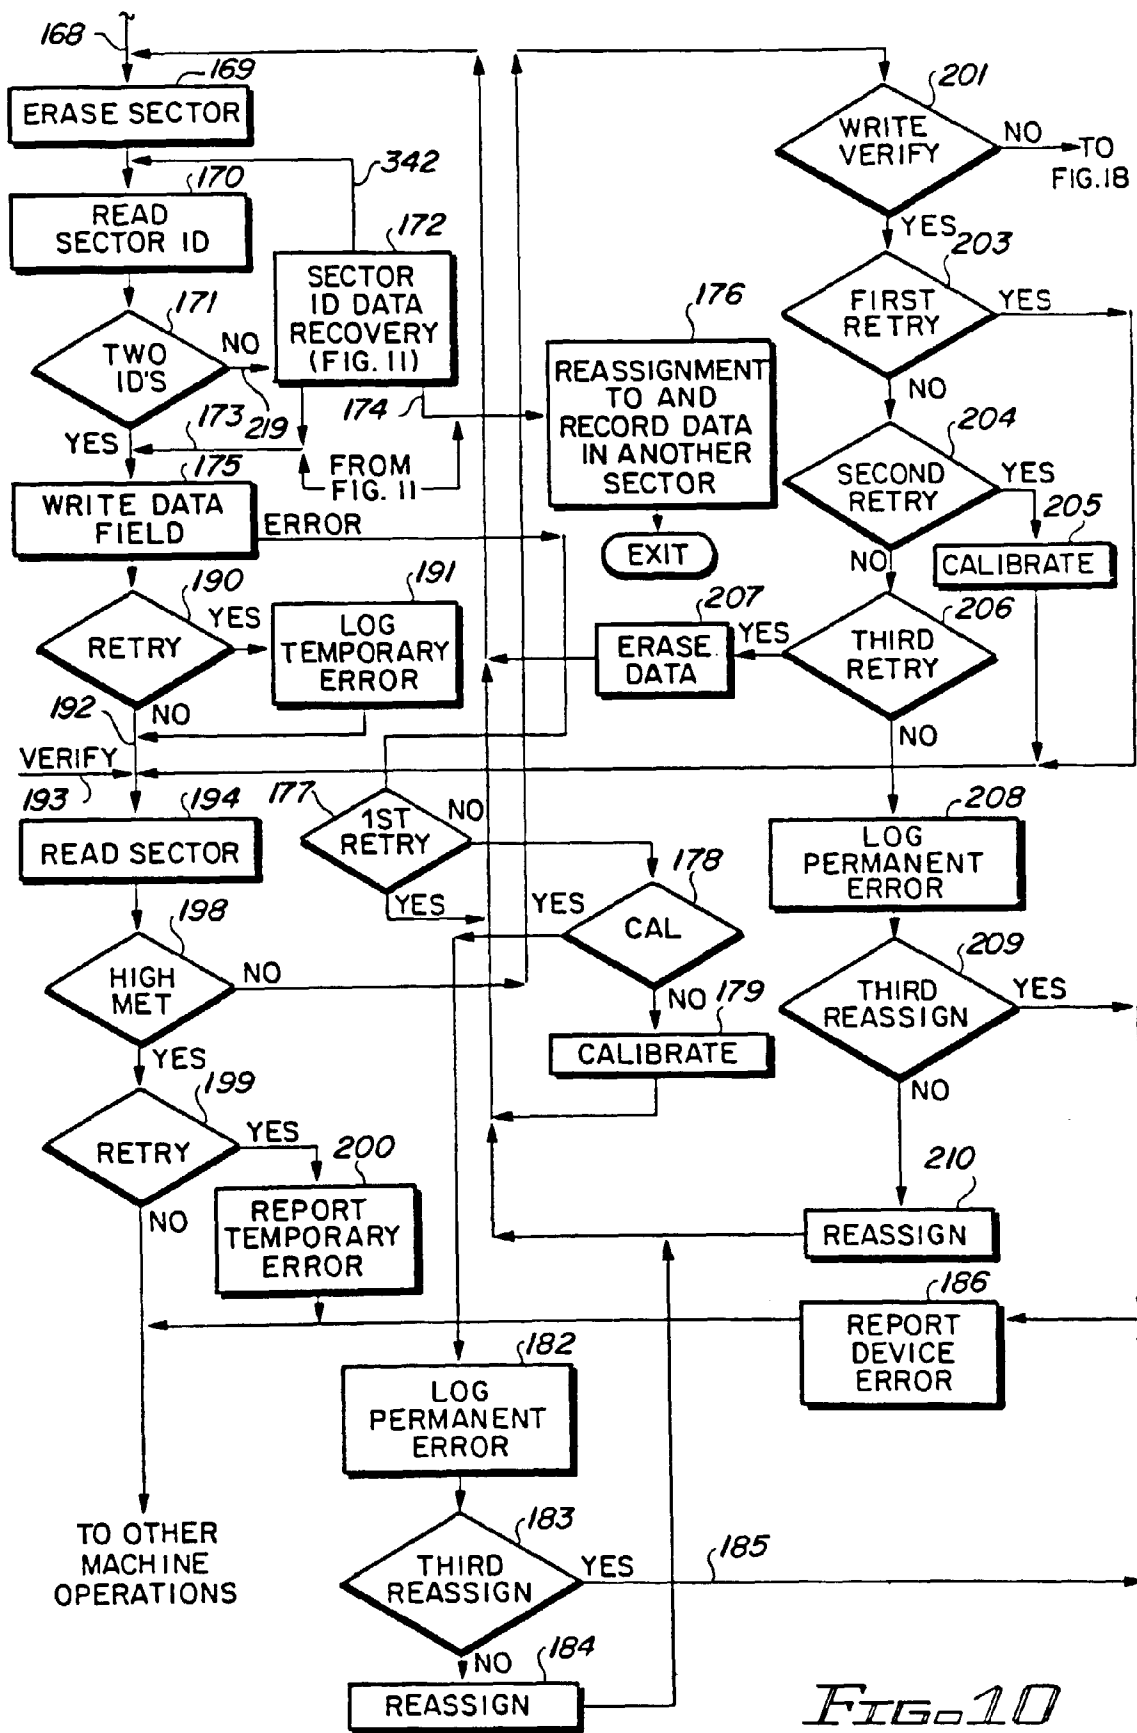 168
169
ERASE SECTOR
342
170
READ
SECTOR ID
172
SECTOR
ID DATA
RECOVERY
(FIG. 11)
171
TWO
ID'S
NO
219
YES
173
174
FROM
FIG. 11
175
WRITE DATA
FIELD
ERROR
176
REASSIGNMENT
TO AND
RECORD DATA
IN ANOTHER
SECTOR
EXIT
190
RETRY
YES
191
LOG
TEMPORARY
ERROR
NO
192
VERIFY
193
194
READ SECTOR
198
HIGH
MET
NO
YES
199
RETRY
YES
NO
200
REPORT
TEMPORARY
ERROR
TO OTHER
MACHINE
OPERATIONS
177
1ST
RETRY
NO
YES
178
CAL
YES
NO
179
CALIBRATE
182
LOG
PERMANENT
ERROR
183
THIRD
REASSIGN
YES
185
NO
184
REASSIGN
201
WRITE
VERIFY
NO
TO
FIG. 18
YES
203
FIRST
RETRY
YES
NO
204
SECOND
RETRY
YES
205
CALIBRATE
NO
206
THIRD
RETRY
YES
207
ERASE
DATA
NO
208
LOG
PERMANENT
ERROR
209
THIRD
REASSIGN
YES
NO
210
REASSIGN
186
REPORT
DEVICE
ERROR
FIG. 10